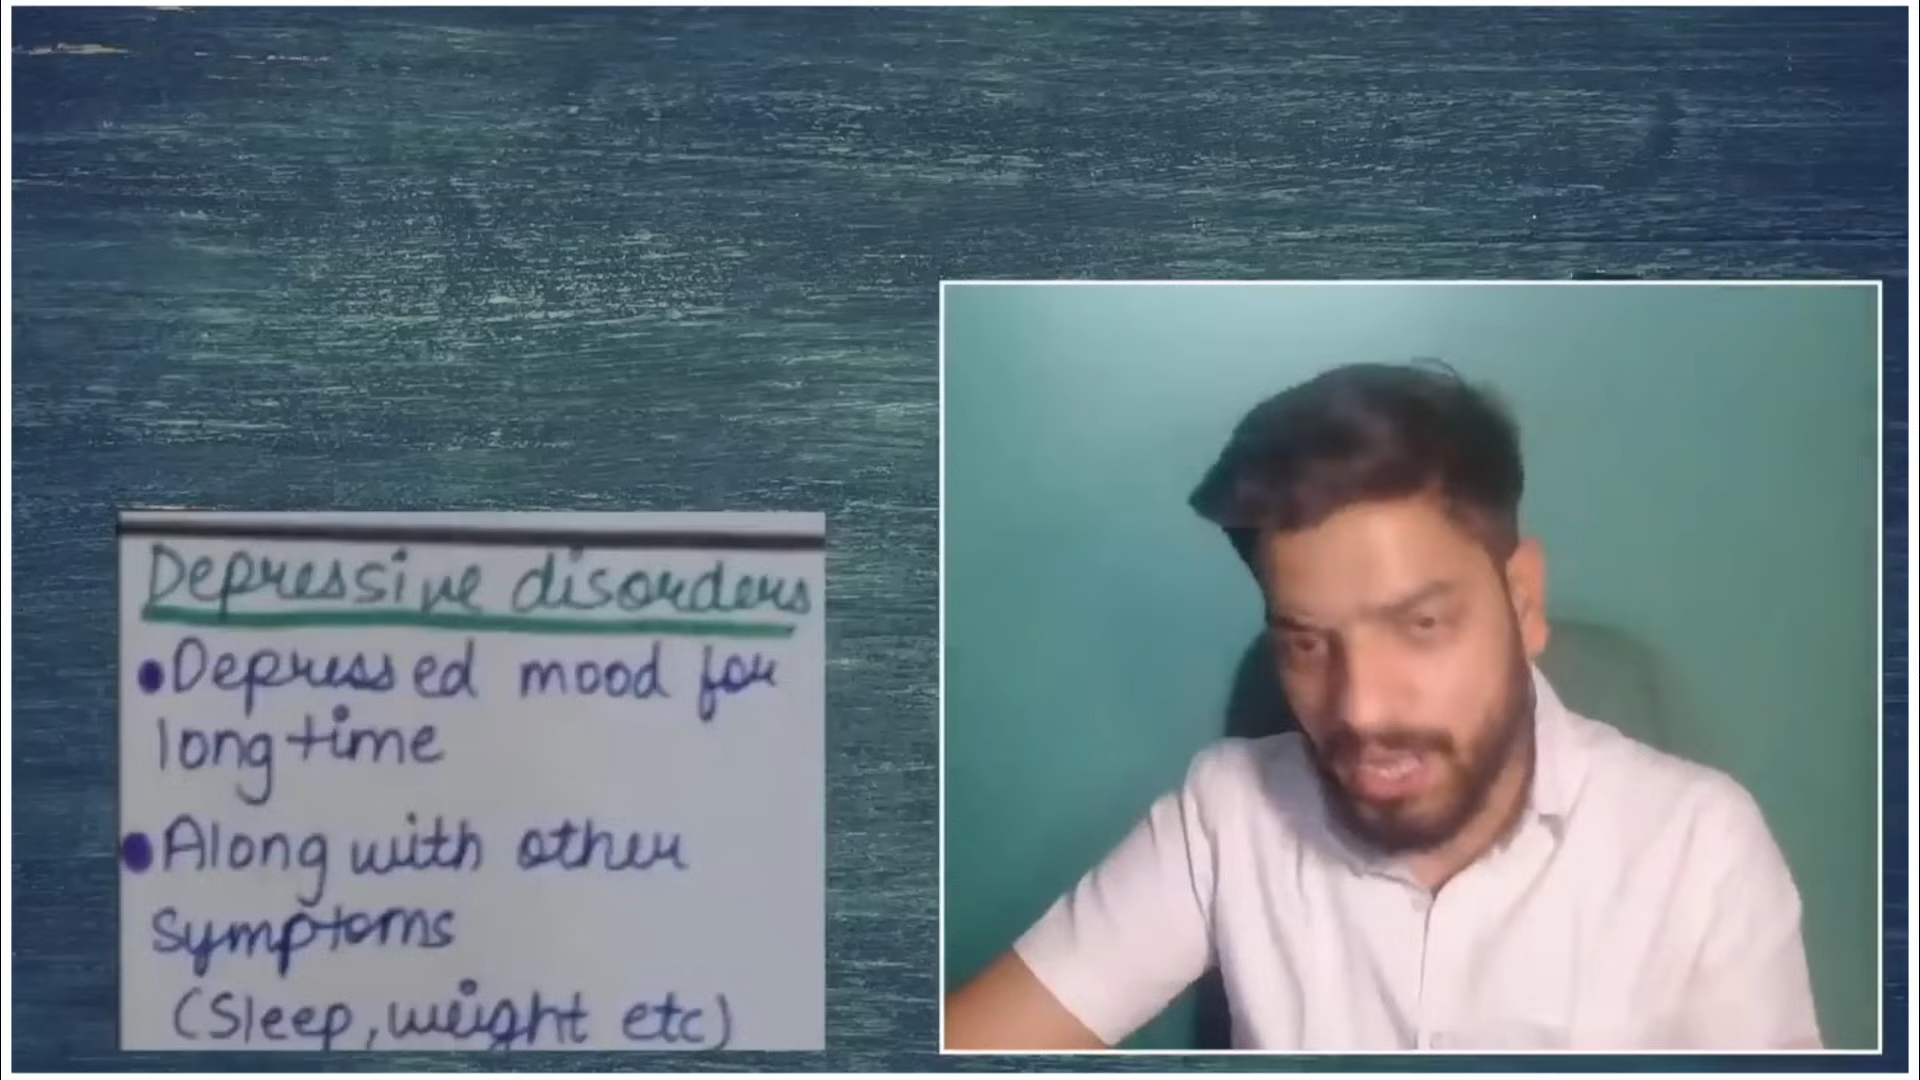 Depressive disorders
•Depressed mood for
long time
•Along with other
symptoms
(Sleep, weight etc)